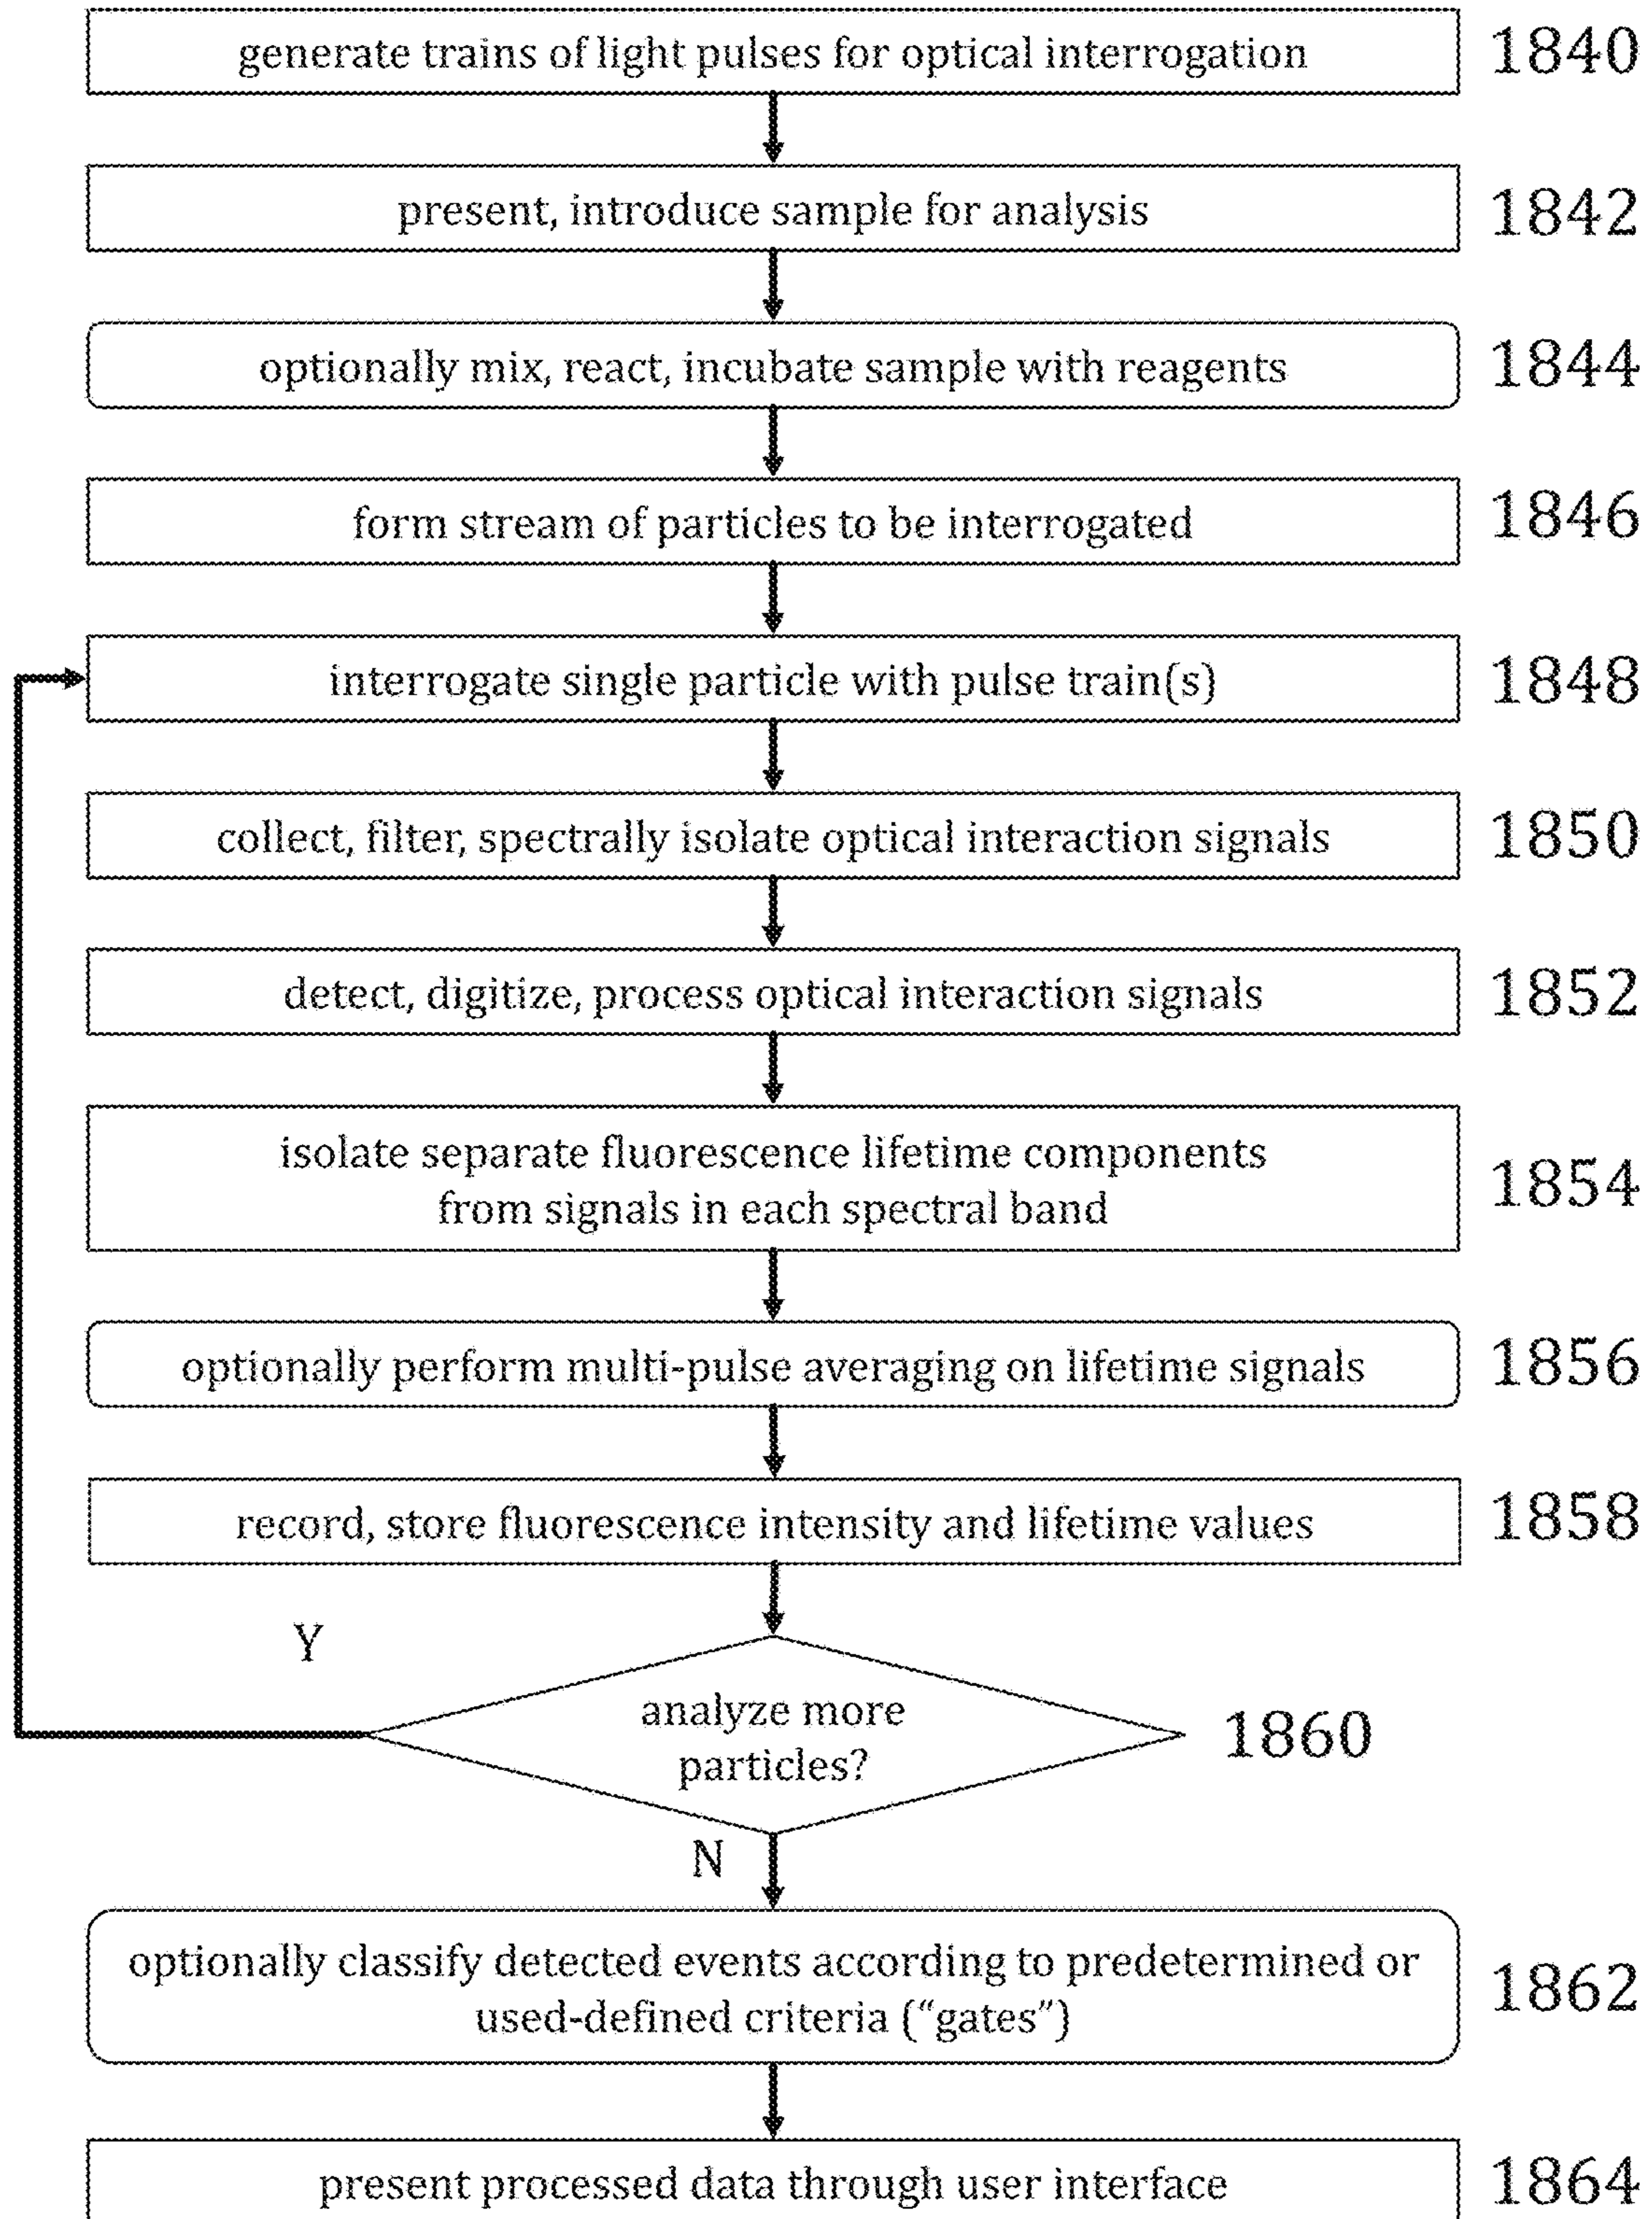 generate trains of light pulses for optical interrogation 1840
present, introduce sample for analysis 1842
optionally mix, react, incubate sample with reagents 1844
form stream of particles to be interrogated 1846
interrogate single particle with pulse train(s) 1848
collect, filter, spectrally isolate optical interaction signals 1850
detect, digitize, process optical interaction signals 1852
isolate separate fluorescence lifetime components
from signals in each spectral band
1854
optionally perform multi-pulse averaging on lifetime signals 1856
record, store fluorescence intensity and lifetime values 1858
Y
analyze more
particles?
1860
N
optionally classify detected events according to predetermined or
used-defined criteria (“gates”)
1862
present processed data through user interface 1864